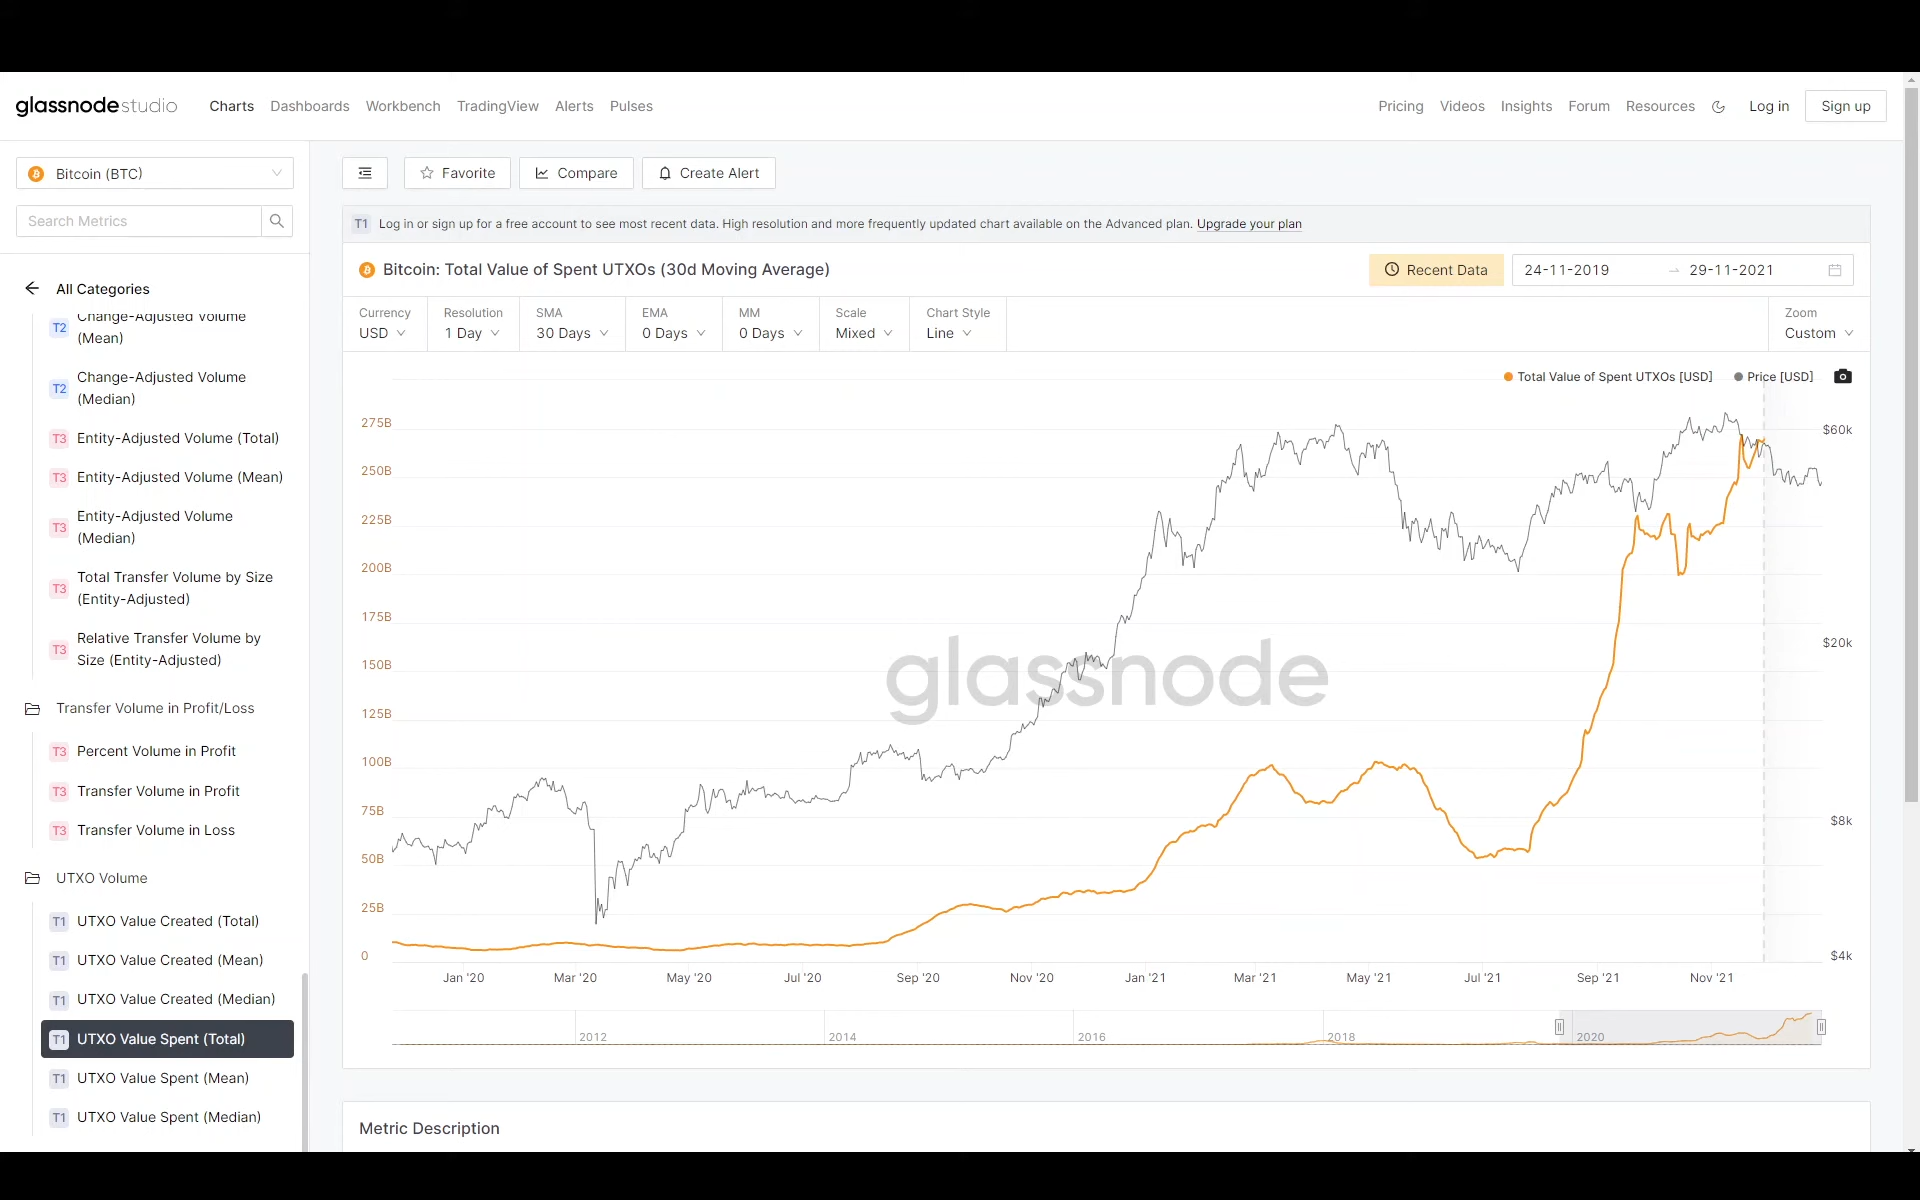 glassnodestudio Charts Dashboards Workbench TradingView Alerts Pulses Pricing Videos Insights Forum Resources Log in Sign up
Bitcoin (BTC)
Search Metrics
All Categories
T2 Change-Adjusted Volume
(Mean)
T2 Change-Adjusted Volume
(Median)
T3 Entity-Adjusted Volume (Total)
T3 Entity-Adjusted Volume (Mean)
T3 Entity-Adjusted Volume
(Median)
T3 Total Transfer Volume by Size
(Entity-Adjusted)
T3 Relative Transfer Volume by
Size (Entity-Adjusted)
Transfer Volume in Profit/Loss
T3 Percent Volume in Profit
T3 Transfer Volume in Profit
T3 Transfer Volume in Loss
UTXO Volume
T1 UTXO Value Created (Total)
T1 UTXO Value Created (Mean)
T1 UTXO Value Created (Median)
T1 UTXO Value Spent (Total)
T1 UTXO Value Spent (Mean)
T1 UTXO Value Spent (Median)
Favorite Compare Create Alert
T1 Log in or sign up for a free account to see most recent data. High resolution and more frequently updated chart available on the Advanced plan. Upgrade your plan
Bitcoin: Total Value of Spent UTXOs (30d Moving Average) Recent Data 24-11-2019 → 29-11-2021
Currency Resolution SMA EMA MM Scale Chart Style Zoom
USD 1 Day 30 Days 0 Days 0 Days Mixed Line Custom
Total Value of Spent UTXOs [USD] Price [USD]
275B $60k
250B
225B
200B
175B
150B $20k
glassnode
125B
100B
75B $8k
50B
25B
0 $4k
Jan '20 Mar '20 May '20 Jul '20 Sep '20 Nov '20 Jan '21 Mar '21 May '21 Jul '21 Sep '21 Nov '21
2012 2014 2016 2018 2020
Metric Description